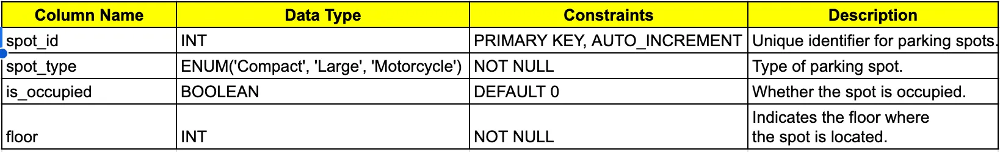 Column Name Data Type Constraints Description
spot_id INT PRIMARY KEY, AUTO_INCREMENT Unique identifier for parking spots.
spot_type ENUM('Compact', 'Large', 'Motorcycle') NOT NULL Type of parking spot.
is_occupied BOOLEAN DEFAULT 0 Whether the spot is occupied.
Indicates the floor where
floor INT NOT NULL the spot is located.